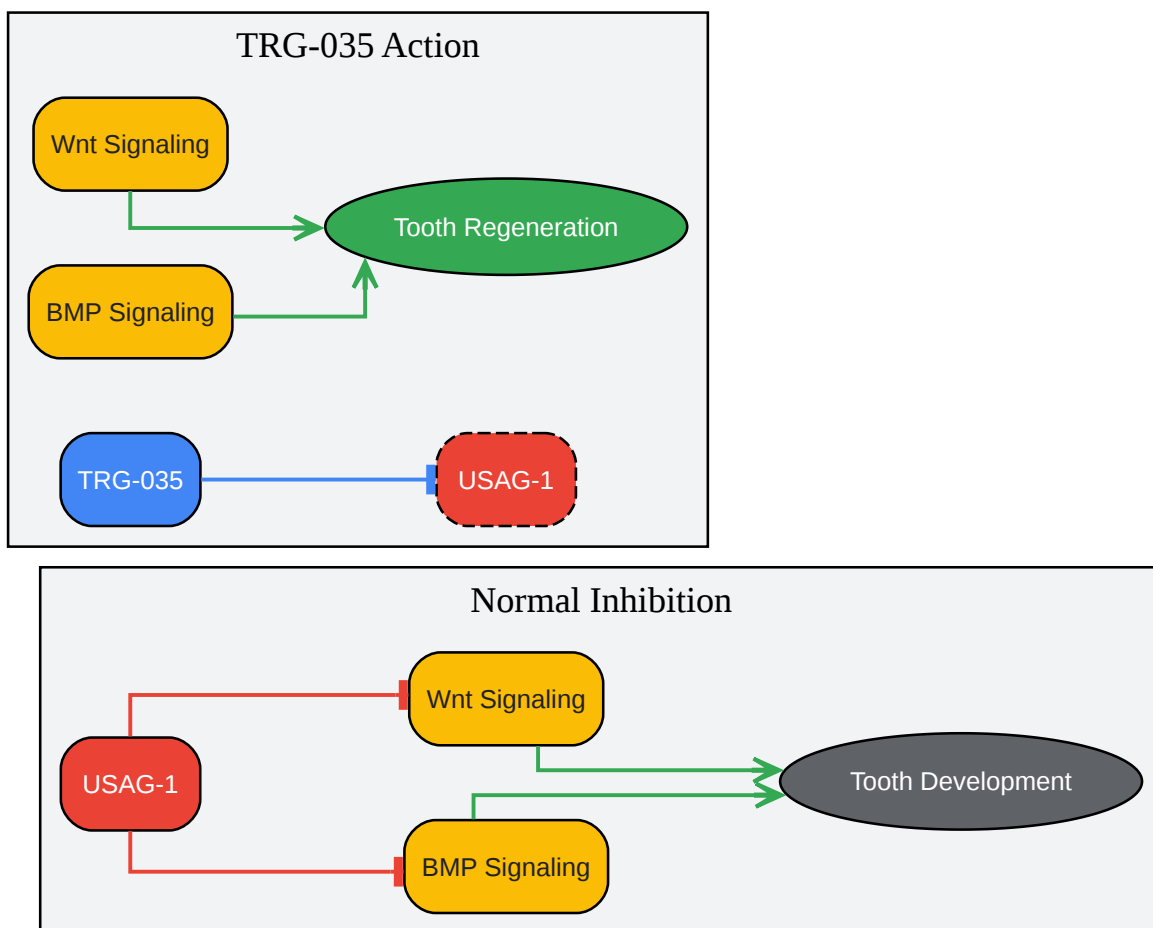 TRG-035 Action
Wnt Signaling
Tooth Regeneration
BMP Signaling
TRG-035
USAG-1
Normal Inhibition
Wnt Signaling
USAG-1
Tooth Development
BMP Signaling